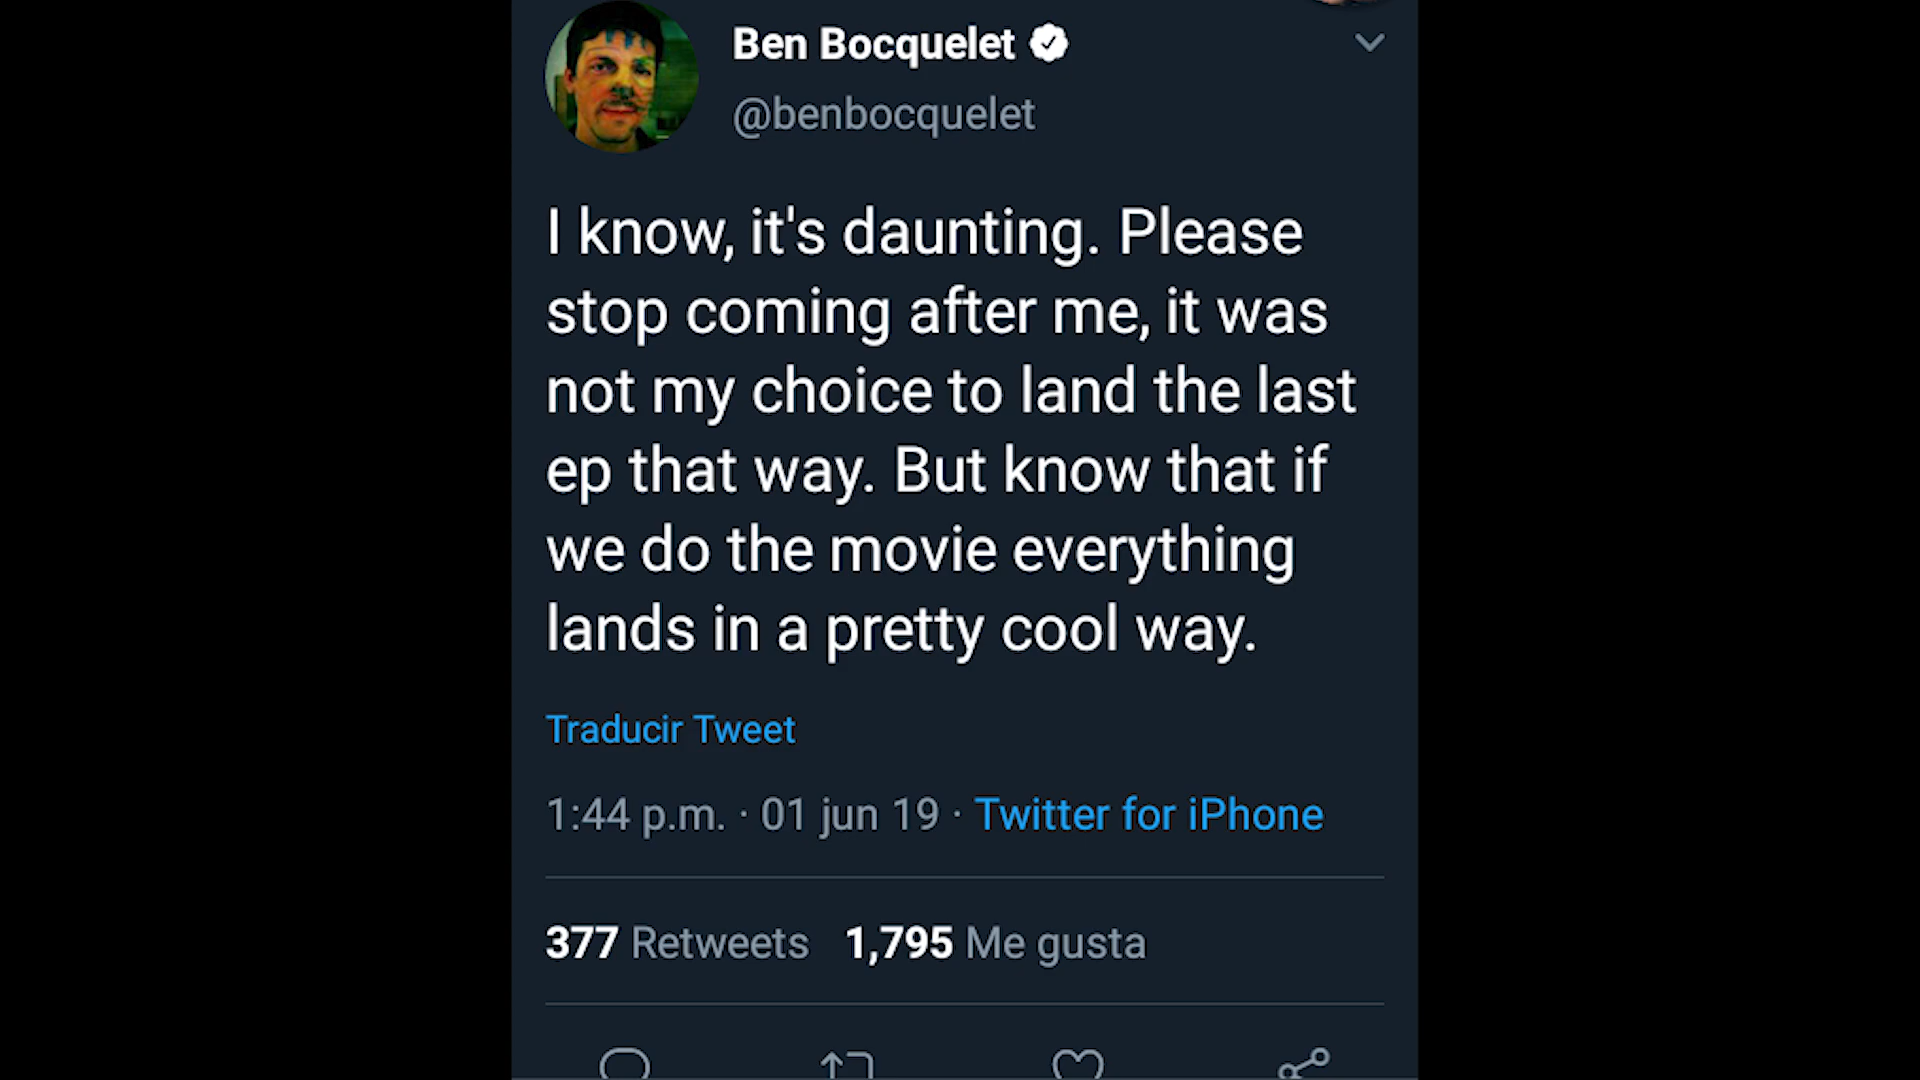 Ben Bocquelet
@benbocquelet
I know, it's daunting. Please
stop coming after me, it was
not my choice to land the last
ep that way. But know that if
we do the movie everything
lands in a pretty cool way.
Traducir Tweet
1:44 p.m. · 01 jun 19 · Twitter for iPhone
377 Retweets 1,795 Me gusta